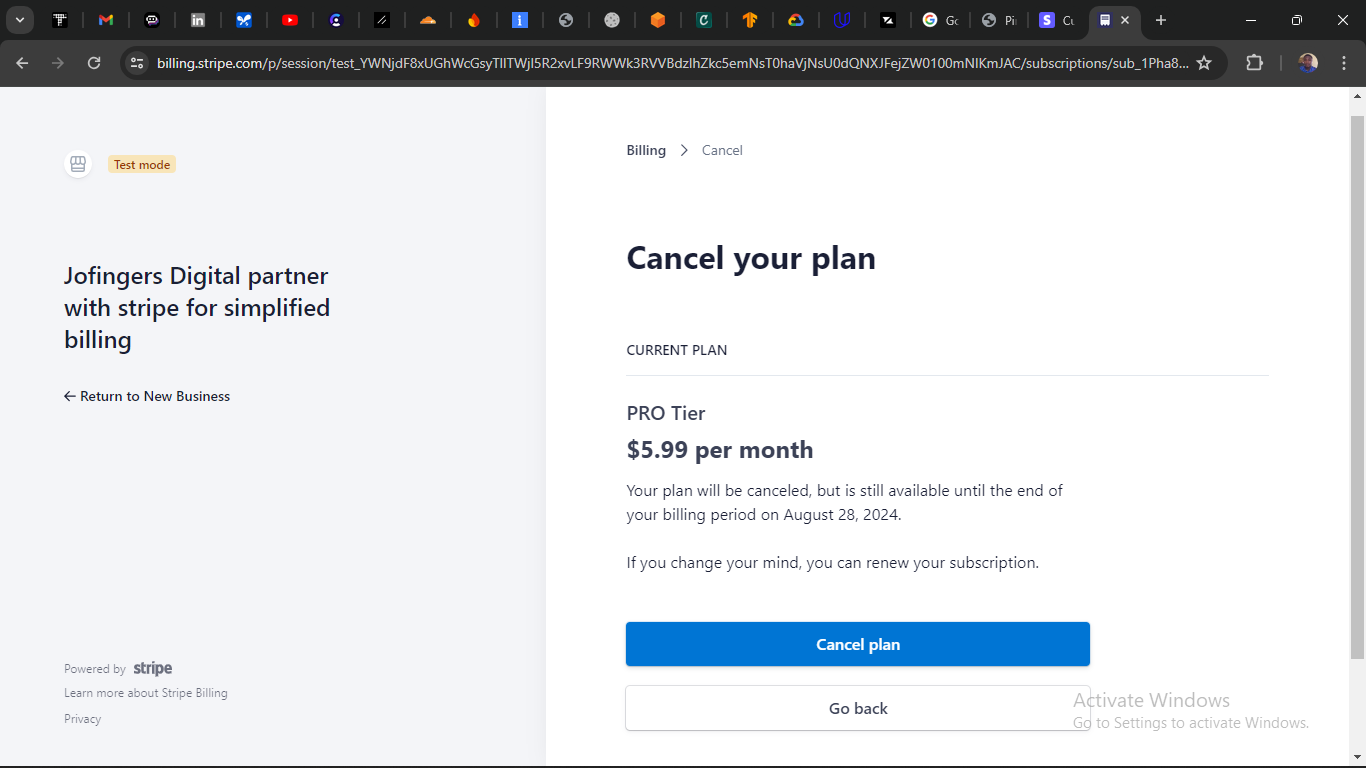 Gc
Pi
Cu
billing.stripe.com/p/session/test_YWNjdF8xUGhWcGsyTllTWjl5R2xvLF9RWWk3RVVBdzlhZkc5emNsT0haVjNsU0dQNXJFejZW0100mNlKmJAC/subscriptions/sub_1Pha8...
Test mode
Jofingers Digital partner
with stripe for simplified
billing
← Return to New Business
Powered by stripe
Learn more about Stripe Billing
Privacy
Billing > Cancel
Cancel your plan
CURRENT PLAN
PRO Tier
$5.99 per month
Your plan will be canceled, but is still available until the end of
your billing period on August 28, 2024.
If you change your mind, you can renew your subscription.
Cancel plan
Go back
Activate Windows
Go to Settings to activate Windows.